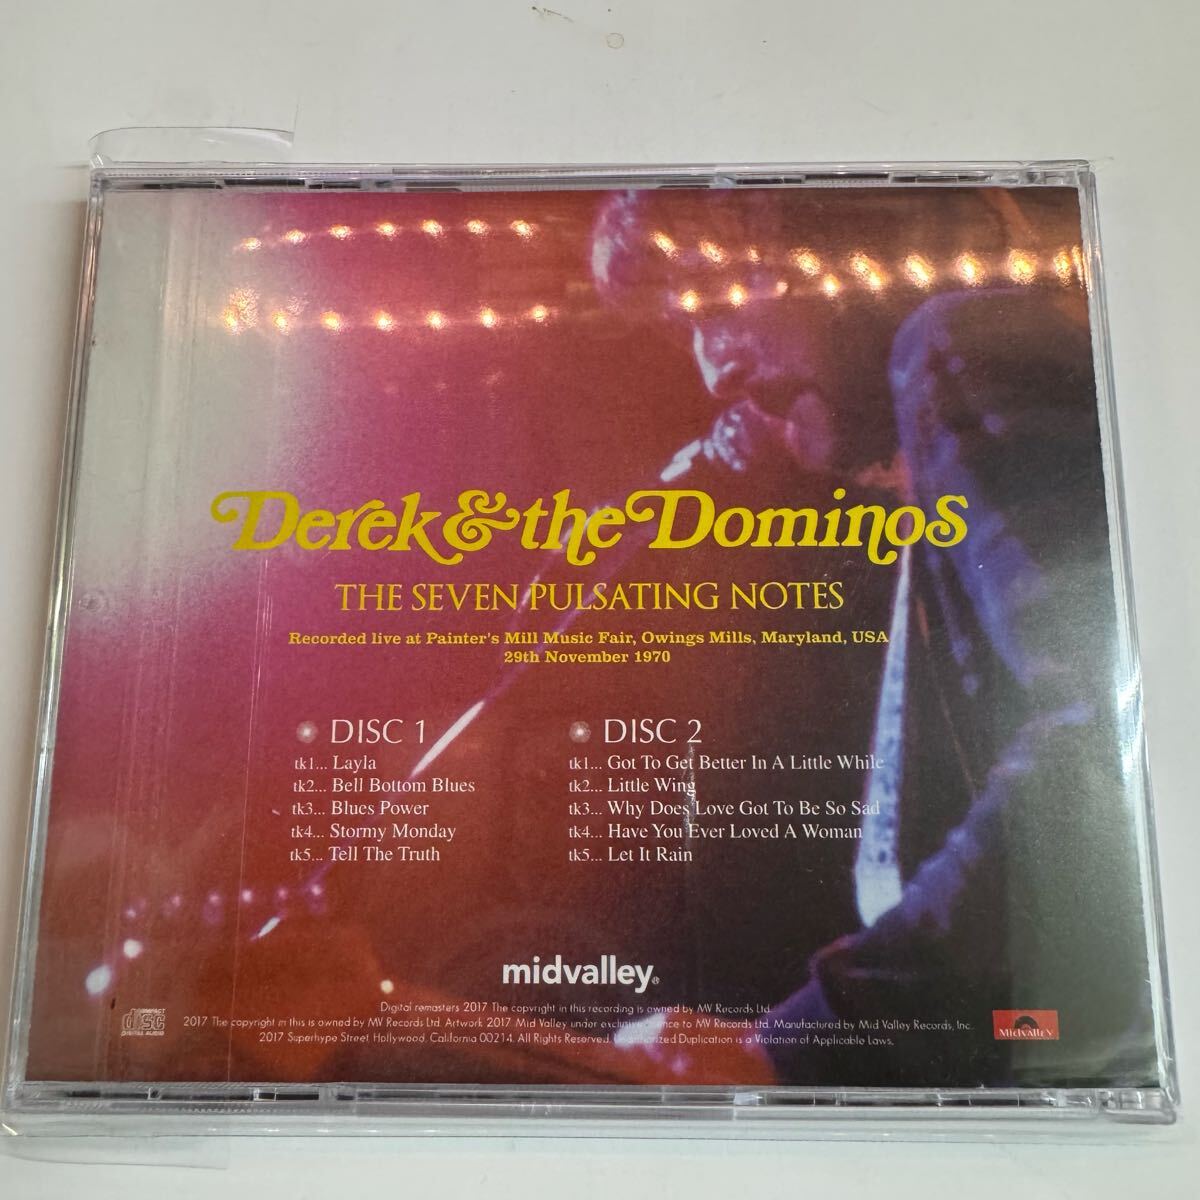 Derek & the Dominos
THE SEVEN PULSATING NOTES
Recorded live at Painter's Mill Music Fair, Owings Mills, Maryland, USA
29th November 1970
DISC 1
tk1... Layla
tk2... Bell Bottom Blues
tk3... Blues Power
tk4... Stormy Monday
tk5... Tell The Truth
DISC 2
tk1... Got To Get Better In A Little While
tk2... Little Wing
tk3... Why Does Love Got To Be So Sad
tk4... Have You Ever Loved A Woman
tk5... Let It Rain
midvalley®
Digital remasters 2017 The copyright in this recording is owned by MV Records Ltd.
2017 The copyright in this is owned by MV Records Ltd. Artwork 2017 Mid Valley under exclusive licence to MV Records Ltd. Manufactured by Mid Valley Records, Inc.
2017 Superhype Street Hollywood, California 00214. All Rights Reserved. Unauthorized Duplication is a Violation of Applicable Laws.
COMPACT
disc
DIGITAL AUDIO
Midvalley